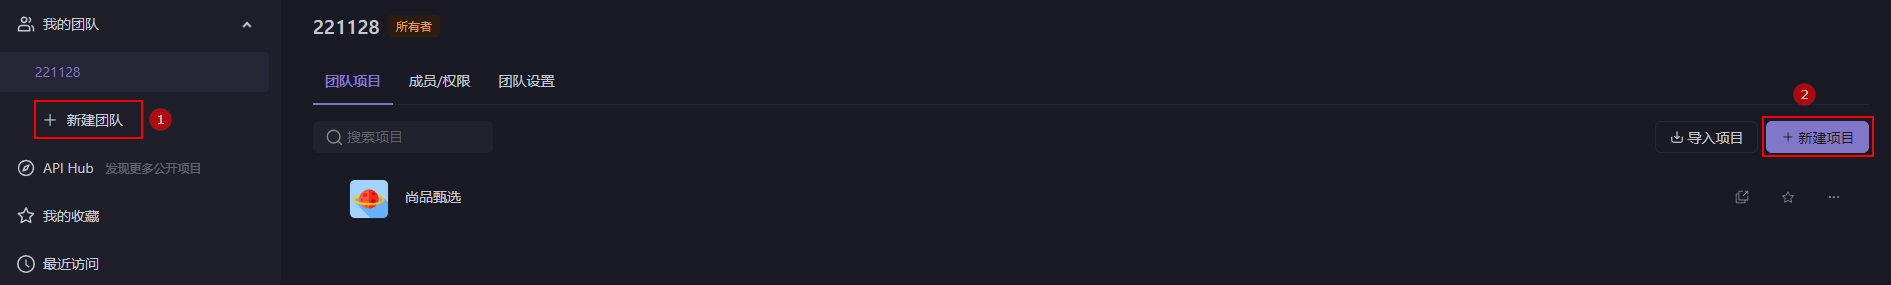 我的团队
221128
新建团队
1
API Hub 发现更多公开项目
我的收藏
最近访问
221128 所有者
团队项目 成员/权限 团队设置
2
搜索项目
导入项目
新建项目
尚品甄选